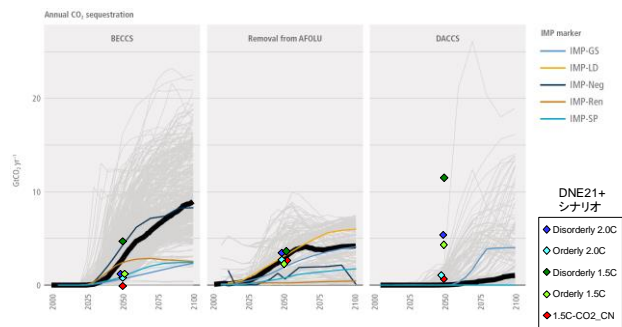 Annual CO₂ sequestration
BECCS
Removal from AFOLU
DACCS
IMP marker
IMP-GS
IMP-LD
IMP-Neg
IMP-Ren
IMP-SP
GtCO₂ yr⁻¹
20
10
0
2000
2025
2050
2075
2100
2000
2025
2050
2075
2100
2000
2025
2050
2075
2100
DNE21+
シナリオ
Disorderly 2.0C
Orderly 2.0C
Disorderly 1.5C
Orderly 1.5C
1.5C-CO2_CN